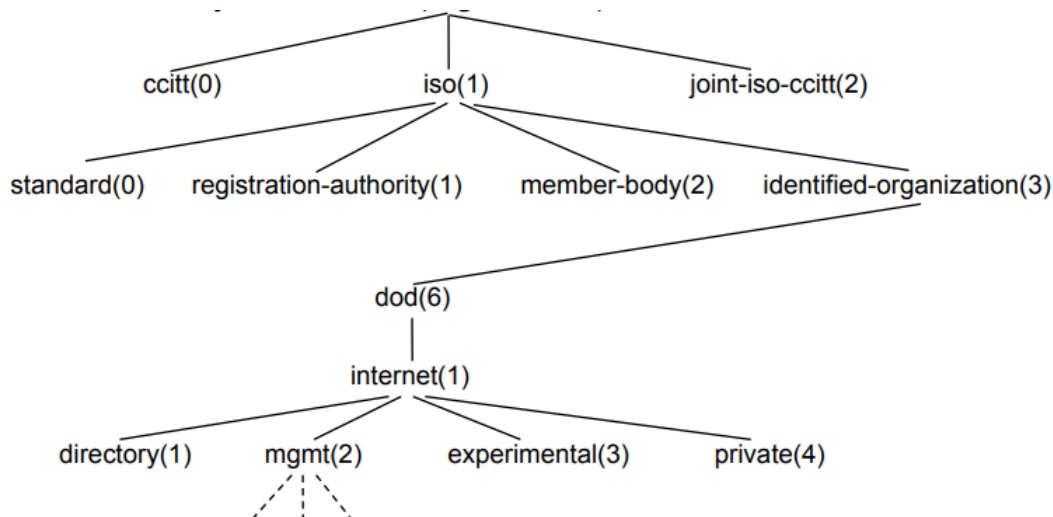 ccitt(0) iso(1) joint-iso-ccitt(2)
standard(0) registration-authority(1) member-body(2) identified-organization(3)
dod(6)
internet(1)
directory(1) mgmt(2) experimental(3) private(4)